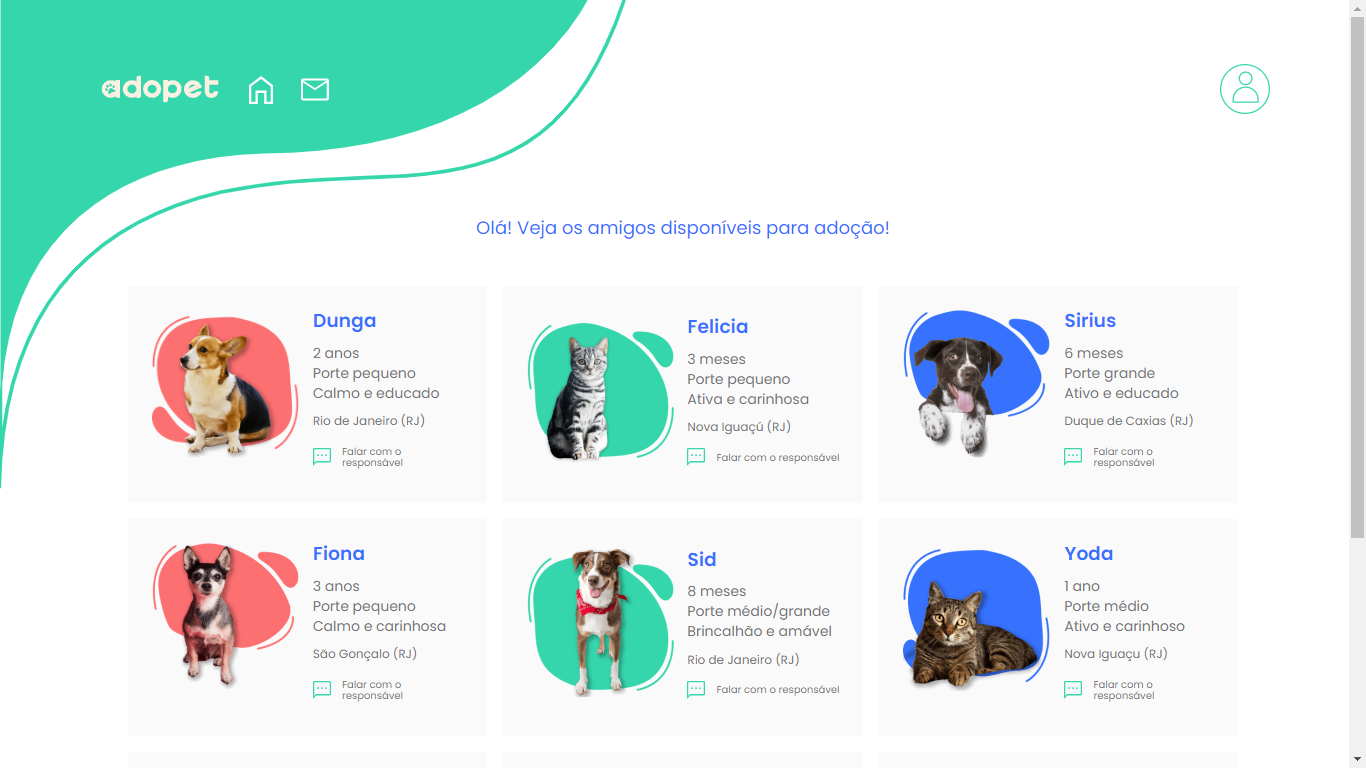 adopet
Olá! Veja os amigos disponíveis para adoção!
Dunga
2 anos
Porte pequeno
Calmo e educado
Rio de Janeiro (RJ)
Falar com o
responsável
Felicia
3 meses
Porte pequeno
Ativa e carinhosa
Nova Iguaçú (RJ)
Falar com o responsável
Sirius
6 meses
Porte grande
Ativo e educado
Duque de Caxias (RJ)
Falar com o
responsável
Fiona
3 anos
Porte pequeno
Calmo e carinhosa
São Gonçalo (RJ)
Falar com o
responsável
Sid
8 meses
Porte médio/grande
Brincalhão e amável
Rio de Janeiro (RJ)
Falar com o responsável
Yoda
1 ano
Porte médio
Ativo e carinhoso
Nova Iguaçu (RJ)
Falar com o
responsável